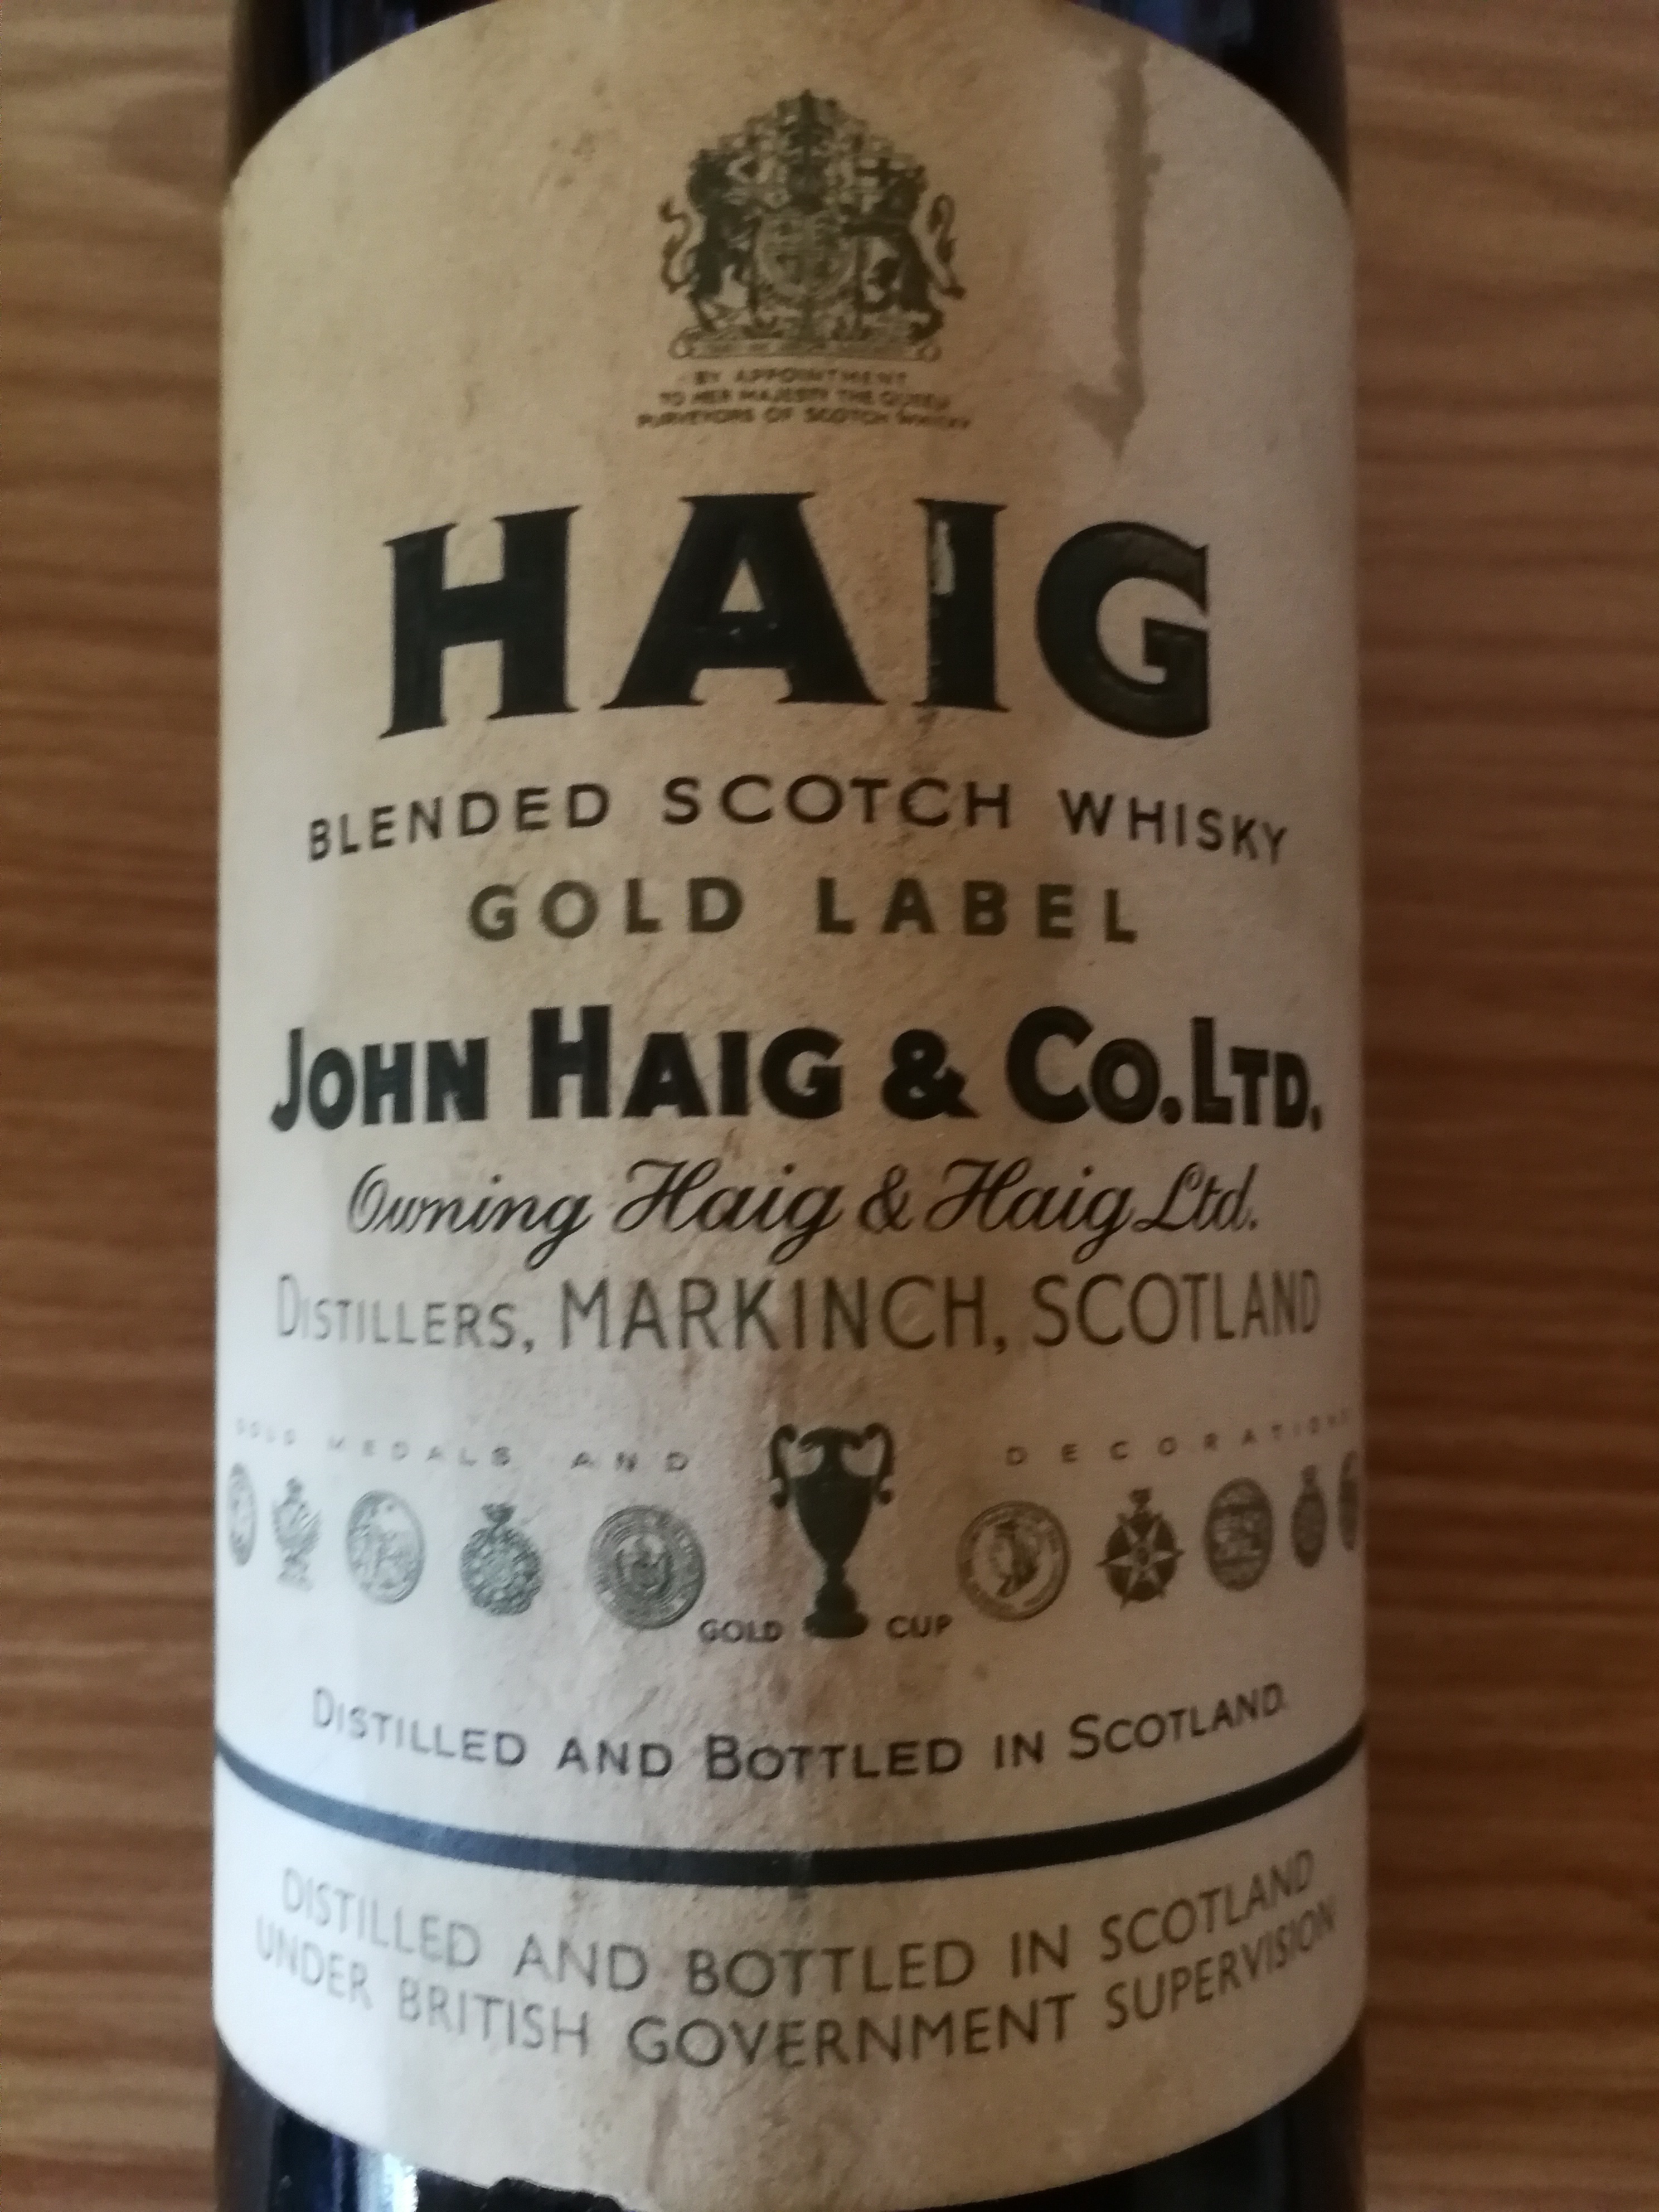 BY APPOINTMENT
TO HER MAJESTY THE QUEEN
PURVEYORS OF SCOTCH WHISKY
HAIG
BLENDED SCOTCH WHISKY
GOLD LABEL
JOHN HAIG & CO. LTD.
Owning Haig & Haig Ltd.
DISTILLERS, MARKINCH, SCOTLAND
GOLD MEDALS AND DECORATIONS
GOLD CUP
DISTILLED AND BOTTLED IN SCOTLAND.
DISTILLED AND BOTTLED IN SCOTLAND
UNDER BRITISH GOVERNMENT SUPERVISION